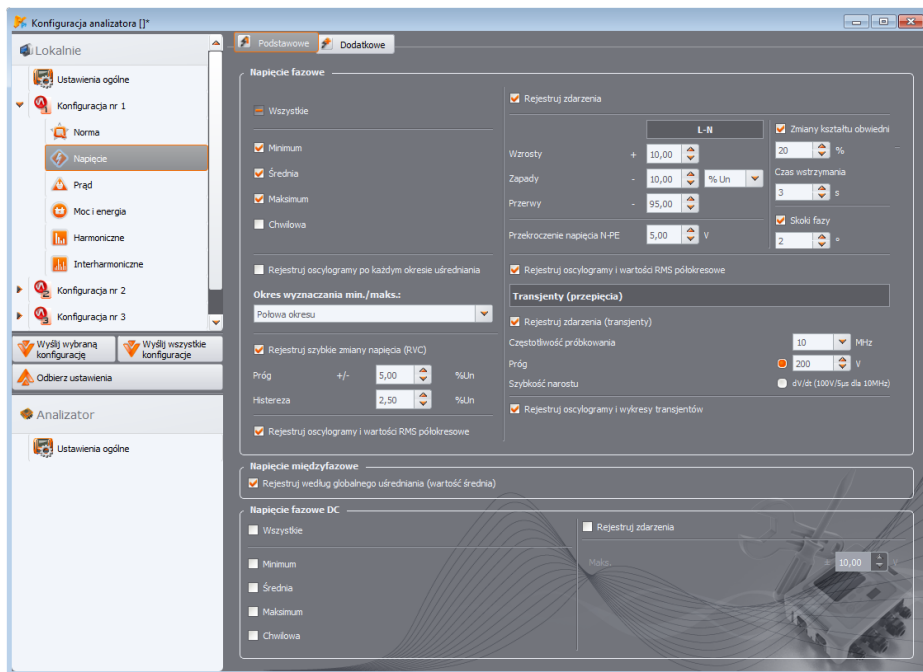 Konfiguracja analizatora []*
Lokalnie
Ustawienia ogólne
Konfiguracja nr 1
Norma
Napięcie
Prąd
Moc i energia
Harmoniczne
Interharmoniczne
Konfiguracja nr 2
Konfiguracja nr 3
Wyślij wybraną konfigurację
Wyślij wszystkie konfiguracje
Odbierz ustawienia
Analizator
Ustawienia ogólne
Podstawowe
Dodatkowe
Napięcie fazowe
Wszystkie
Minimum
Średnia
Maksimum
Chwilowa
Rejestruj oscylogramy po każdym okresie uśredniania
Okres wyznaczania min./maks.:
Połowa okresu
Rejestruj szybkie zmiany napięcia (RVC)
Próg +/- 5,00 %Un
Histereza 2,50 %Un
Rejestruj oscylogramy i wartości RMS półokresowe
Rejestruj zdarzenia
L-N
Wzrosty + 10,00
Zapady - 10,00 % Un
Przerwy - 95,00
Przekroczenie napięcia N-PE 5,00 V
Zmiany kształtu obwiedni
20 %
Czas wstrzymania
3 s
Skoki fazy
2 °
Rejestruj oscylogramy i wartości RMS półokresowe
Transjenty (przepięcia)
Rejestruj zdarzenia (transjenty)
Częstotliwość próbkowania 10 MHz
Próg 200 V
Szybkość narostu dV/dt (100V/5µs dla 10MHz)
Rejestruj oscylogramy i wykresy transjentów
Napięcie międzyfazowe
Rejestruj według globalnego uśredniania (wartość średnia)
Napięcie fazowe DC
Wszystkie
Minimum
Średnia
Maksimum
Chwilowa
Rejestruj zdarzenia
Maks. ± 10,00 V